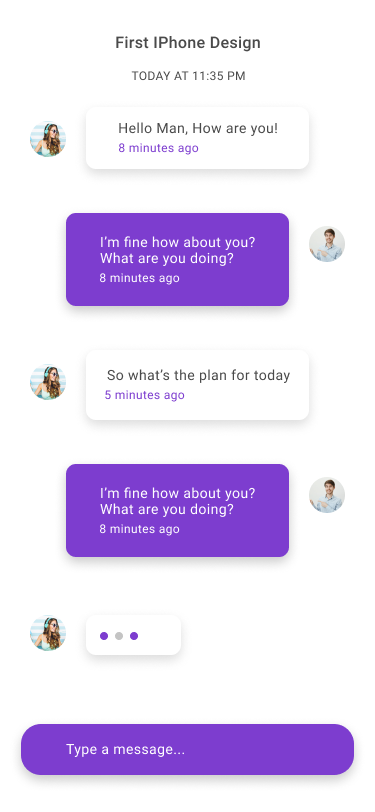 First IPhone Design
TODAY AT 11:35 PM
Hello Man, How are you!
8 minutes ago
I’m fine how about you?
What are you doing?
8 minutes ago
So what’s the plan for today
5 minutes ago
I’m fine how about you?
What are you doing?
8 minutes ago
Type a message...